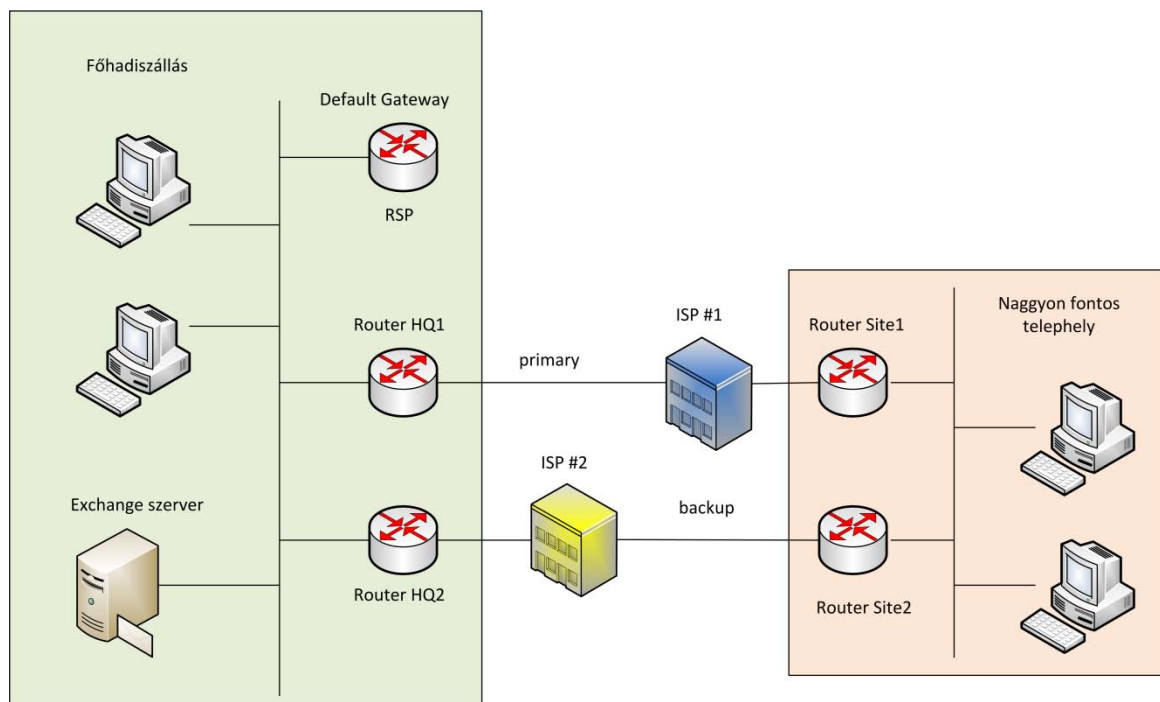 Főhadiszállás
Default Gateway
RSP
Router HQ1
primary
ISP #1
Router Site1
Naggyon fontos
telephely
ISP #2
backup
Exchange szerver
Router HQ2
Router Site2